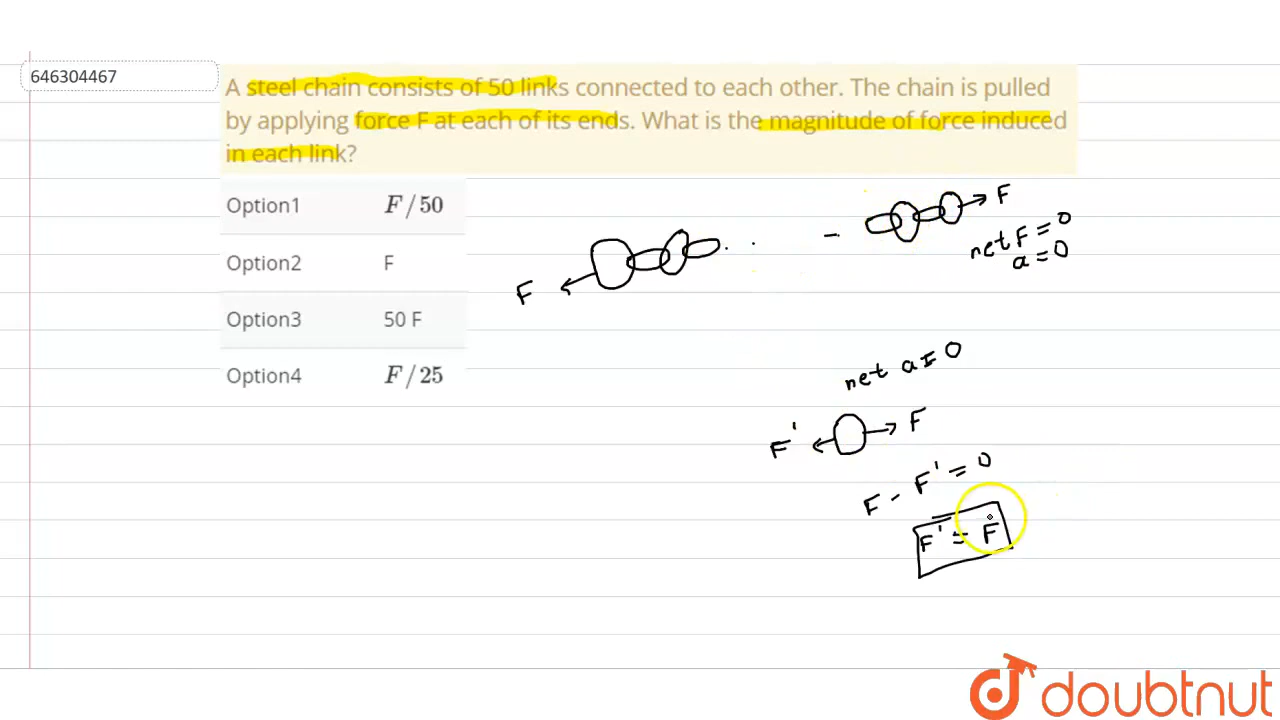 646304467
A steel chain consists of 50 links connected to each other. The chain is pulled
by applying force F at each of its ends. What is the magnitude of force induced
in each link?
Option1 F/50
Option2 F
Option3 50 F
Option4 F/25
F
F
net F = 0
a = 0
net a = 0
F' F
F - F' = 0
F' = F
doubtnut